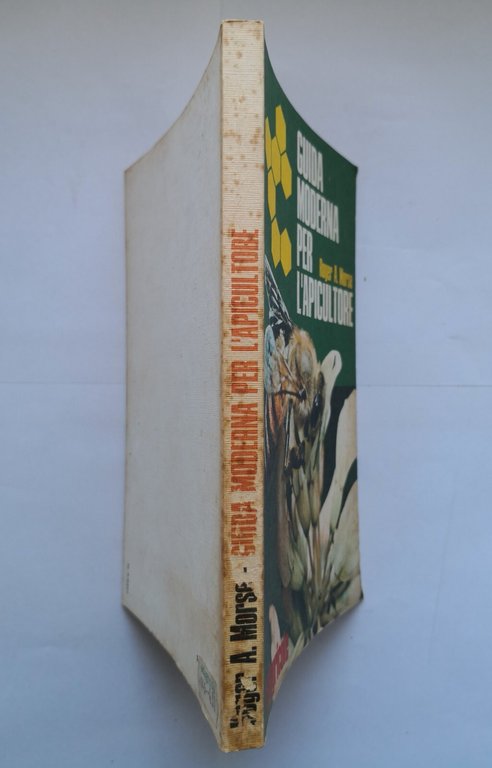 Roger A. Morse - GUIDA MODERNA PER L'APICULTORE
GUIDA
MODERNA
PER
Roger A. Morse
L'APICULTORE